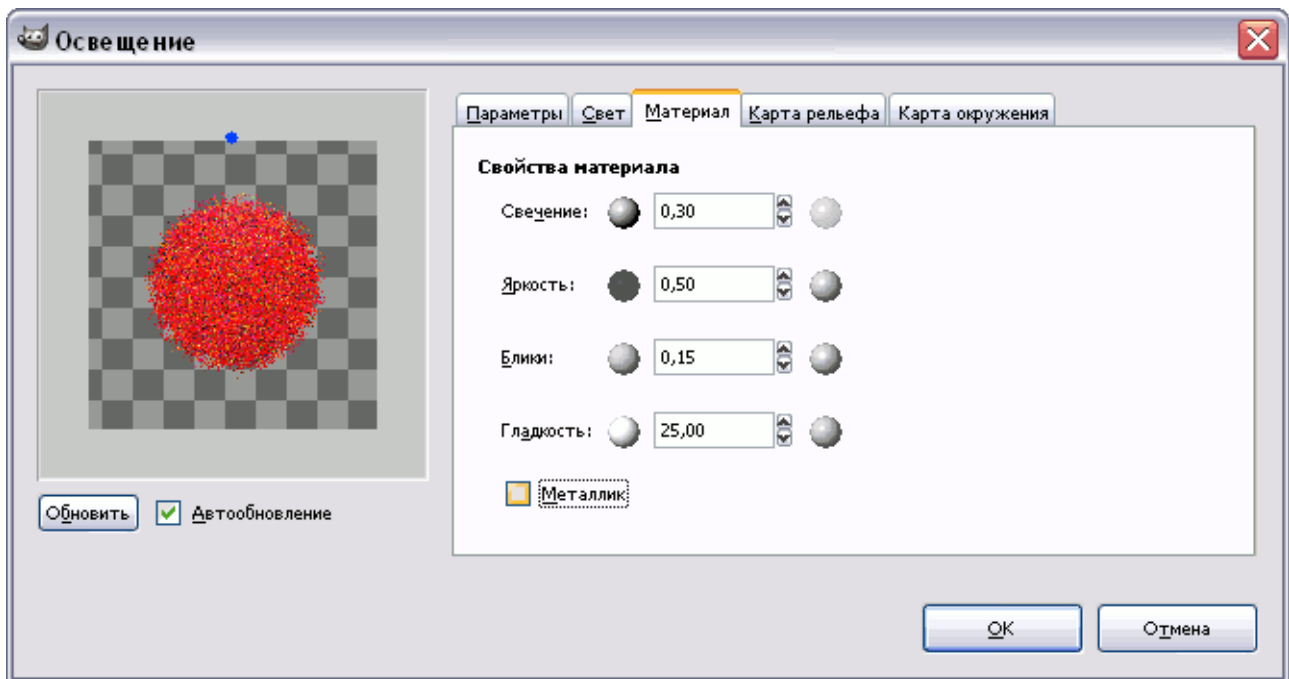 Освещение
Параметры Свет Материал Карта рельефа Карта окружения
Свойства материала
Свечение: 0,30
Яркость: 0,50
Блики: 0,15
Гладкость: 25,00
Металлик
Обновить Автообновление
OK Отмена